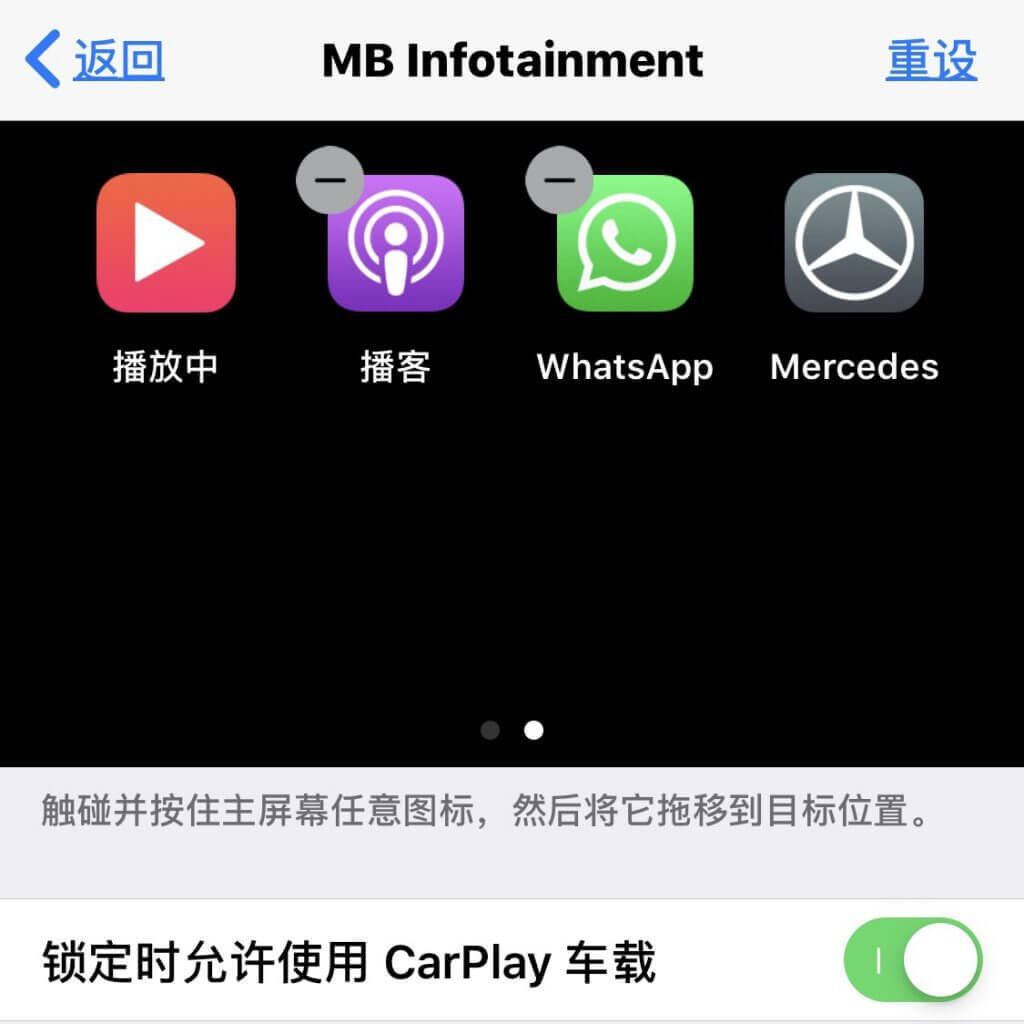 返回 MB Infotainment 重设
播放中 播客 WhatsApp Mercedes
触碰并按住主屏幕任意图标，然后将它拖移到目标位置。
锁定时允许使用 CarPlay 车载